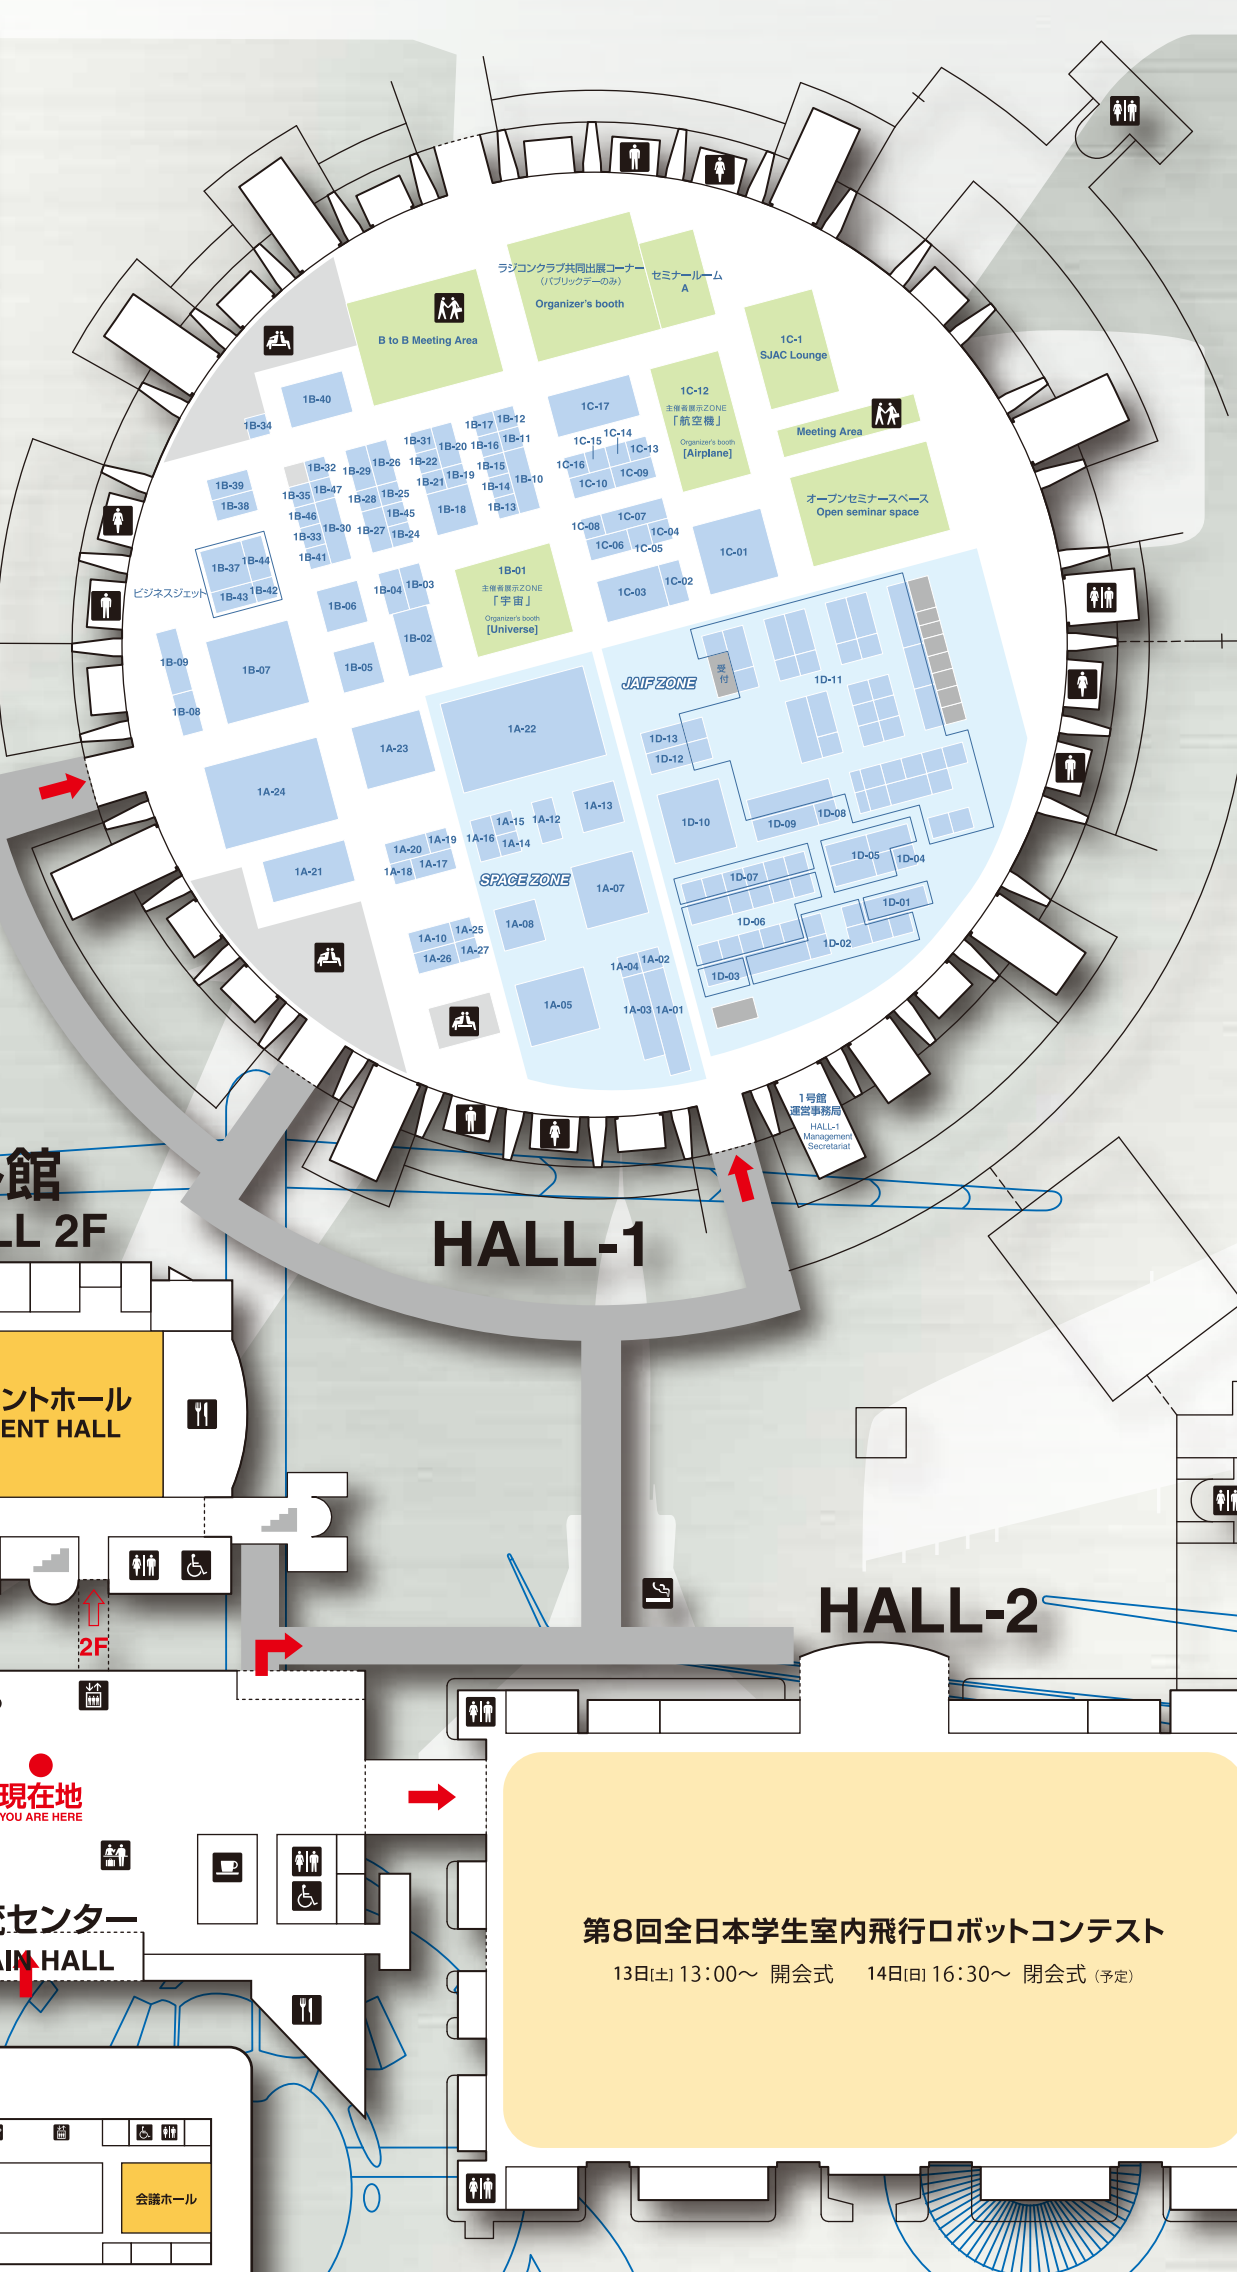 ラジコンクラブ共同出展コーナー
(パブリックデーのみ)
Organizer's booth
セミナールーム
A
B to B Meeting Area
1C-1
SJAC Lounge
1C-12
主催者展示ZONE
「航空機」
Organizer's booth
[Airplane]
Meeting Area
オープンセミナースペース
Open seminar space
1B-40
1B-34
1C-17
1B-12
1B-17
1B-11
1B-16
1B-31
1B-20
1B-22
1B-19
1B-21
1B-15
1B-10
1B-14
1B-13
1B-18
1C-14
1C-15
1C-13
1C-16
1C-09
1C-10
1B-32
1B-29
1B-26
1B-47
1B-35
1B-28
1B-25
1B-46
1B-45
1B-30
1B-27
1B-24
1B-33
1B-41
1B-39
1B-38
1C-07
1C-08
1C-04
1C-06
1C-05
1C-01
1B-44
1B-37
1B-42
1B-43
ビジネスジェット
1B-03
1B-04
1B-06
1B-02
1B-01
主催者展示ZONE
「宇宙」
Organizer's booth
[Universe]
1C-02
1C-03
1B-05
1B-09
1B-07
1B-08
JAIF ZONE
受
付
1D-11
1A-22
1D-13
1D-12
1A-23
1A-24
1A-13
1A-15
1A-12
1A-16
1A-14
1D-10
1D-09
1D-08
1A-19
1A-20
1A-17
1A-18
1A-21
SPACE ZONE
1A-07
1D-07
1D-05
1D-04
1D-06
1D-01
1A-08
1A-25
1A-10
1A-27
1A-26
1D-02
1A-02
1A-04
1D-03
1A-05
1A-03
1A-01
1号館
運営事務局
HALL-1
Management
Secretariat
HALL-1
館
LL 2F
ントホール
ENT HALL
2F
HALL-2
現在地
YOU ARE HERE
センター
AIN HALL
第8回全日本学生室内飛行ロボットコンテスト
13日[土] 13:00〜 開会式 14日[日] 16:30〜 閉会式 (予定)
会議ホール